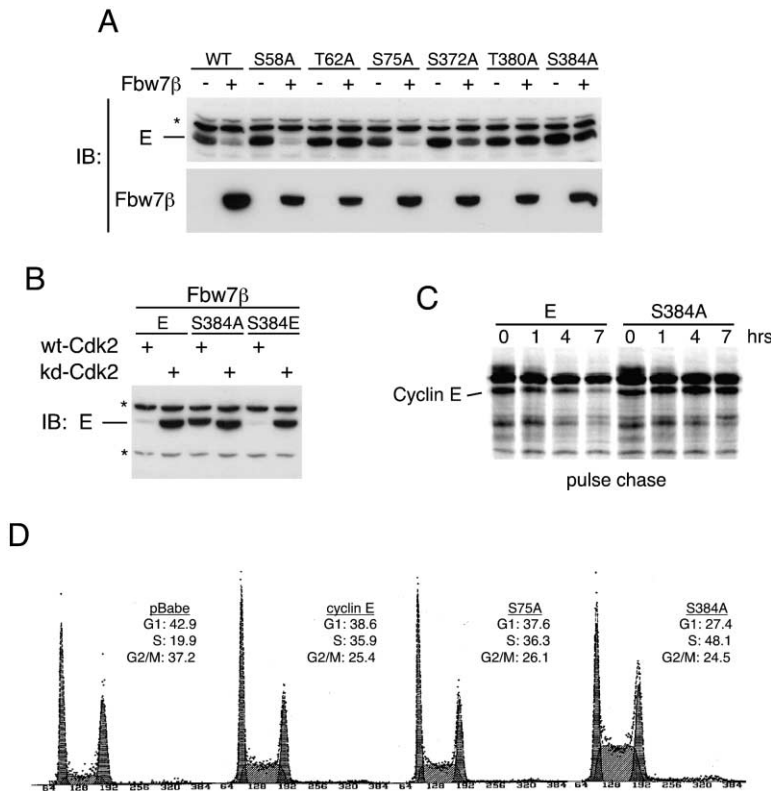 A
WT S58A T62A S75A S372A T380A S384A
Fbw7β - + - + - + - + - + - + - +
*
E
IB:
Fbw7β
B
Fbw7β
E S384A S384E
wt-Cdk2 + + +
kd-Cdk2 + + +
*
IB: E
*
C
E S384A
0 1 4 7 0 1 4 7 hrs
Cyclin E
pulse chase
D
pBabe
G1: 42.9
S: 19.9
G2/M: 37.2
cyclin E
G1: 38.6
S: 35.9
G2/M: 25.4
S75A
G1: 37.6
S: 36.3
G2/M: 26.1
S384A
G1: 27.4
S: 48.1
G2/M: 24.5
64 128 192 256 320 384 64 128 192 256 320 384 64 128 192 256 320 384 64 128 192 256 320 384